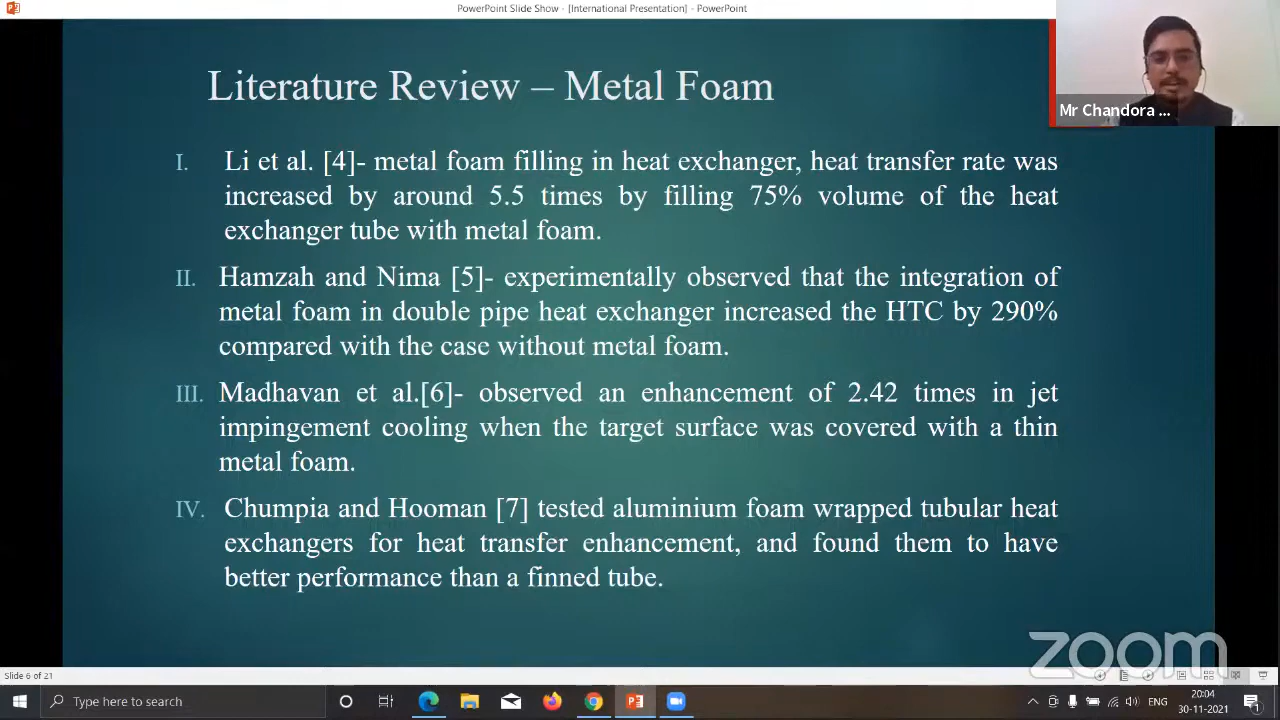 PowerPoint Slide Show - [International Presentation] - PowerPoint
Mr Chandora ...
Literature Review – Metal Foam
I. Li et al. [4]- metal foam filling in heat exchanger, heat transfer rate was
increased by around 5.5 times by filling 75% volume of the heat
exchanger tube with metal foam.
II. Hamzah and Nima [5]- experimentally observed that the integration of
metal foam in double pipe heat exchanger increased the HTC by 290%
compared with the case without metal foam.
III. Madhavan et al.[6]- observed an enhancement of 2.42 times in jet
impingement cooling when the target surface was covered with a thin
metal foam.
IV. Chumpia and Hooman [7] tested aluminium foam wrapped tubular heat
exchangers for heat transfer enhancement, and found them to have
better performance than a finned tube.
zoom
Slide 6 of 21
Type here to search
ENG
20:04
30-11-2021
1